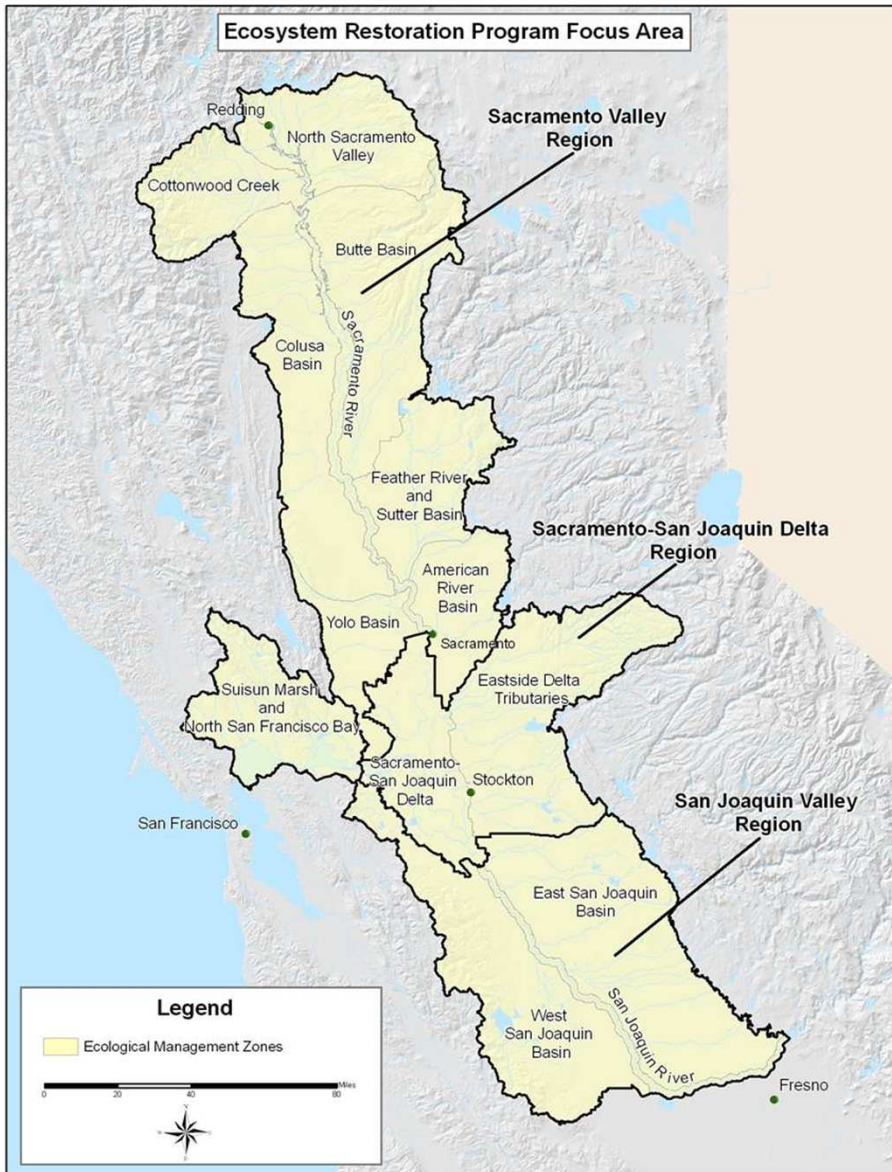 Ecosystem Restoration Program Focus Area
Redding
North Sacramento
Valley
Sacramento Valley
Region
Cottonwood Creek
Butte Basin
Sacramento River
Colusa
Basin
Feather River
and
Sutter Basin
Sacramento-San Joaquin Delta
Region
American
River
Basin
Yolo Basin
Sacramento
Eastside Delta
Tributaries
Suisun Marsh
and
North San Francisco Bay
Sacramento-
San Joaquin
Delta
Stockton
San Francisco
San Joaquin Valley
Region
East San Joaquin
Basin
West
San Joaquin
Basin
San Joaquin River
Fresno
Legend
Ecological Management Zones
Miles
0 20 40 80